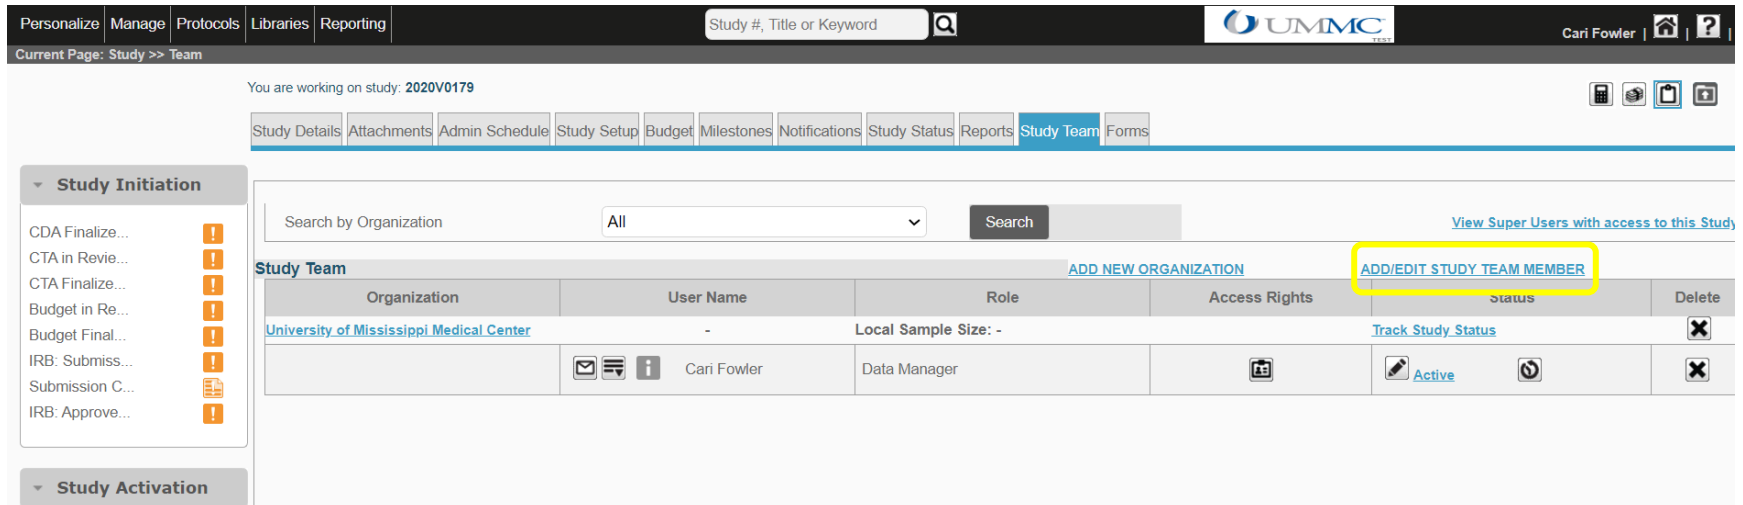 Personalize Manage Protocols Libraries Reporting Study #, Title or Keyword UMMC TEST Cari Fowler | | ? |
Current Page: Study >> Team
You are working on study: 2020V0179
Study Details Attachments Admin Schedule Study Setup Budget Milestones Notifications Study Status Reports Study Team Forms
Study Initiation
CDA Finalize...
CTA in Revie...
CTA Finalize...
Budget in Re...
Budget Final...
IRB: Submiss...
Submission C...
IRB: Approve...
Study Activation
Search by Organization All Search View Super Users with access to this Study
Study Team ADD NEW ORGANIZATION ADD/EDIT STUDY TEAM MEMBER
Organization User Name Role Access Rights Status Delete
University of Mississippi Medical Center - Local Sample Size: - Track Study Status
Cari Fowler Data Manager Active